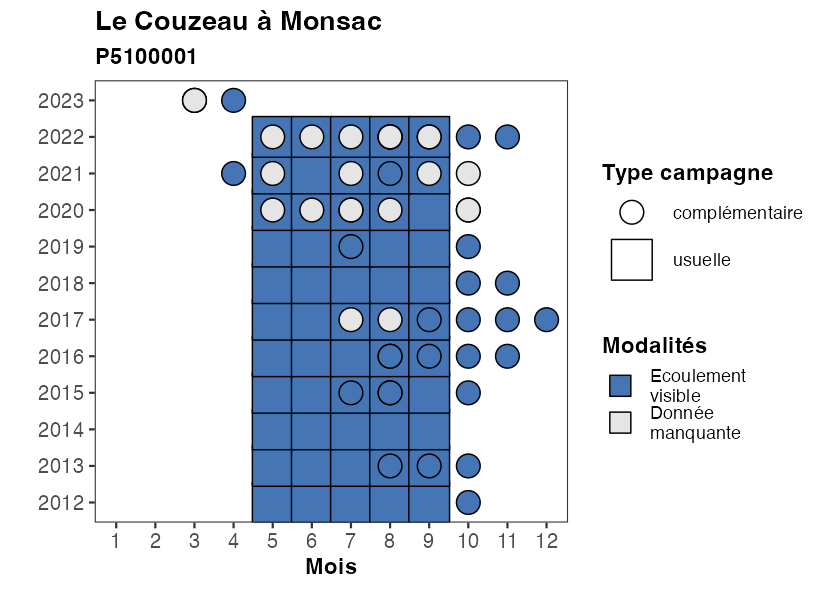 Le Couzeau à Monsac
P5100001
2023
2022
2021
2020
2019
2018
2017
2016
2015
2014
2013
2012
1 2 3 4 5 6 7 8 9 10 11 12
Mois
Type campagne
complémentaire
usuelle
Modalités
Ecoulement
visible
Donnée
manquante